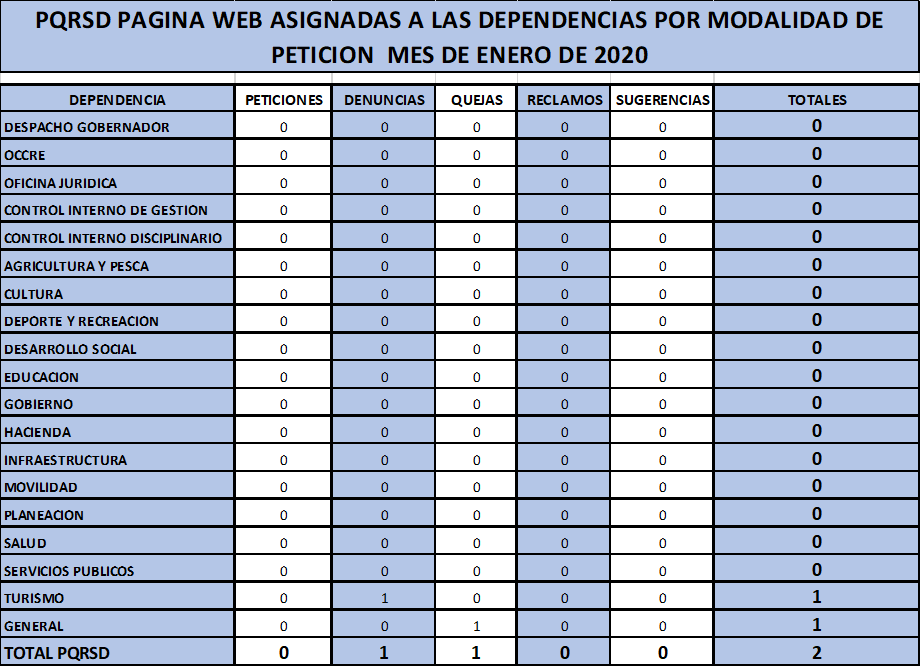 PQRSD PAGINA WEB ASIGNADAS A LAS DEPENDENCIAS POR MODALIDAD DE
PETICION MES DE ENERO DE 2020
DEPENDENCIA PETICIONES DENUNCIAS QUEJAS RECLAMOS SUGERENCIAS TOTALES
DESPACHO GOBERNADOR 0 0 0 0 0 0
OCCRE 0 0 0 0 0 0
OFICINA JURIDICA 0 0 0 0 0 0
CONTROL INTERNO DE GESTION 0 0 0 0 0 0
CONTROL INTERNO DISCIPLINARIO 0 0 0 0 0 0
AGRICULTURA Y PESCA 0 0 0 0 0 0
CULTURA 0 0 0 0 0 0
DEPORTE Y RECREACION 0 0 0 0 0 0
DESARROLLO SOCIAL 0 0 0 0 0 0
EDUCACION 0 0 0 0 0 0
GOBIERNO 0 0 0 0 0 0
HACIENDA 0 0 0 0 0 0
INFRAESTRUCTURA 0 0 0 0 0 0
MOVILIDAD 0 0 0 0 0 0
PLANEACION 0 0 0 0 0 0
SALUD 0 0 0 0 0 0
SERVICIOS PUBLICOS 0 0 0 0 0 0
TURISMO 0 1 0 0 0 1
GENERAL 0 0 1 0 0 1
TOTAL PQRSD 0 1 1 0 0 2